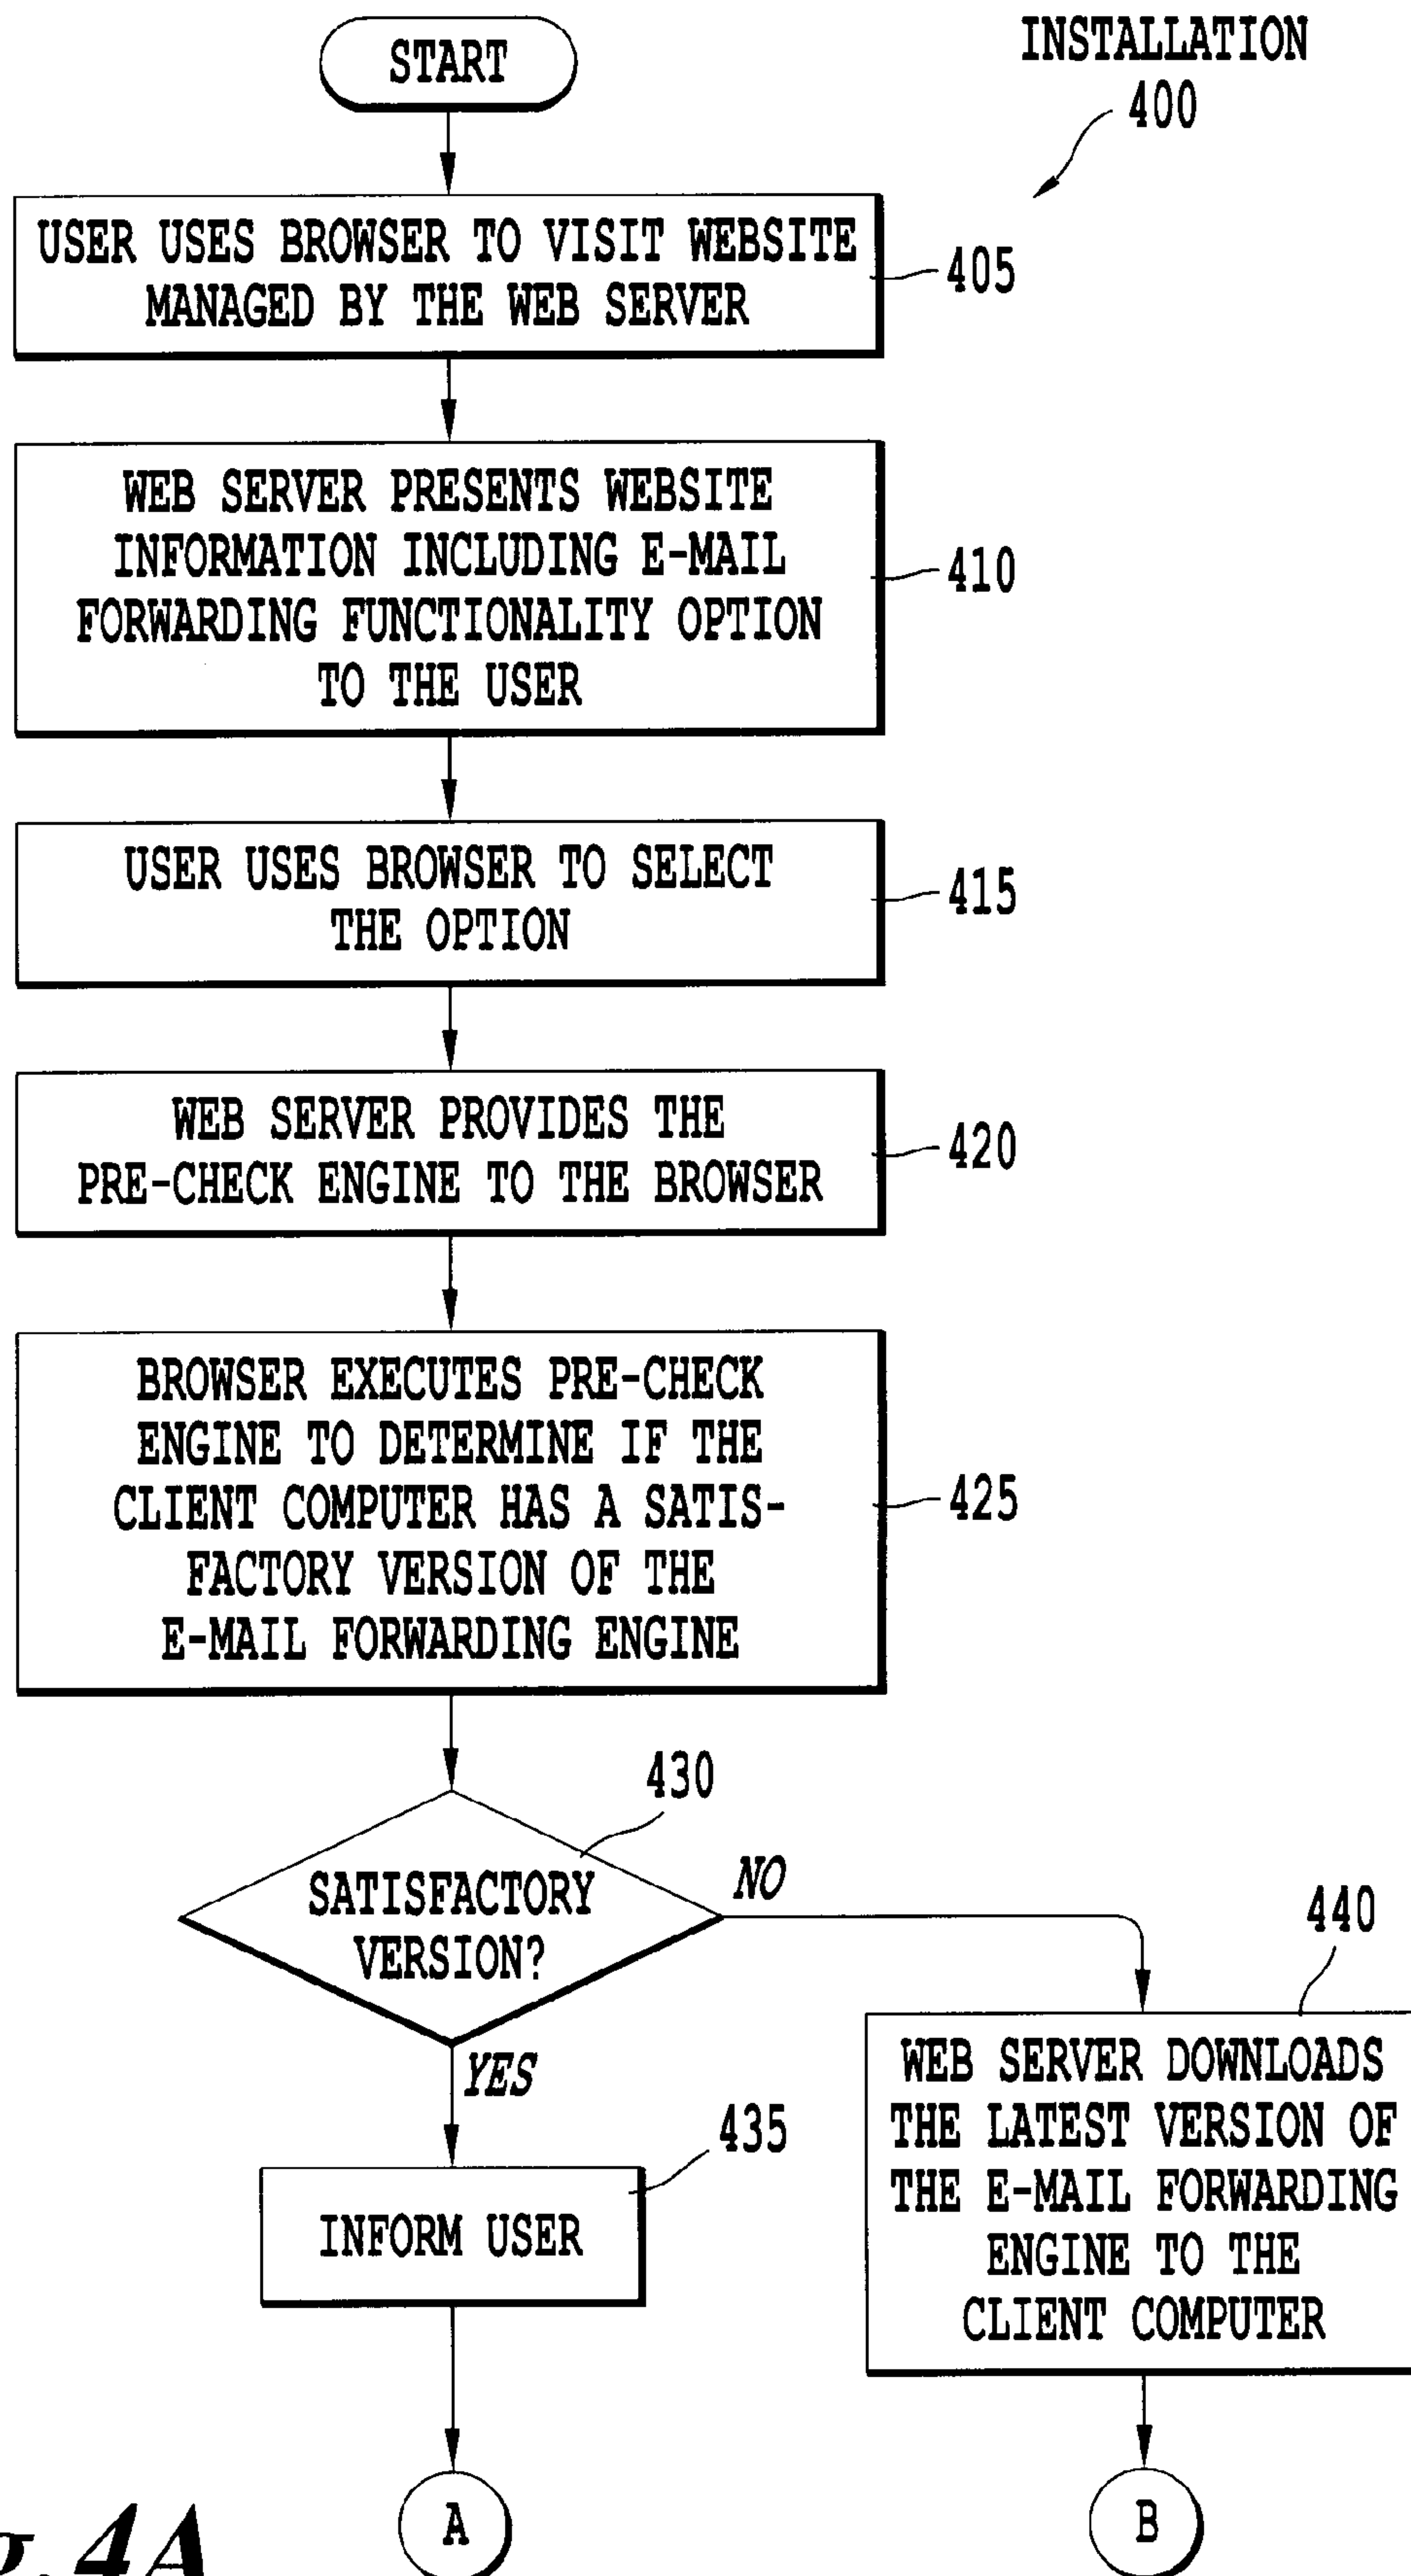 START
INSTALLATION
400
USER USES BROWSER TO VISIT WEBSITE
MANAGED BY THE WEB SERVER
405
WEB SERVER PRESENTS WEBSITE
INFORMATION INCLUDING E-MAIL
FORWARDING FUNCTIONALITY OPTION
TO THE USER
410
USER USES BROWSER TO SELECT
THE OPTION
415
WEB SERVER PROVIDES THE
PRE-CHECK ENGINE TO THE BROWSER
420
BROWSER EXECUTES PRE-CHECK
ENGINE TO DETERMINE IF THE
CLIENT COMPUTER HAS A SATIS-
FACTORY VERSION OF THE
E-MAIL FORWARDING ENGINE
425
430
SATISFACTORY
VERSION?
NO
YES
440
WEB SERVER DOWNLOADS
THE LATEST VERSION OF
THE E-MAIL FORWARDING
ENGINE TO THE
CLIENT COMPUTER
435
INFORM USER
A
B
4A